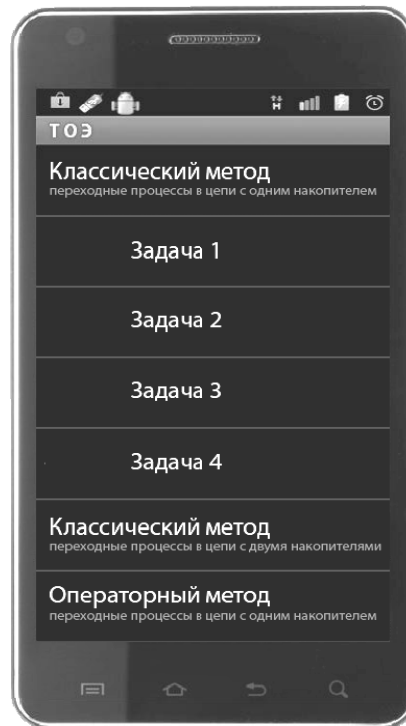 H
ТОЭ
Классический метод
переходные процессы в цепи с одним накопителем
Задача 1
Задача 2
Задача 3
Задача 4
Классический метод
переходные процессы в цепи с двумя накопителями
Операторный метод
переходные процессы в цепи с одним накопителем